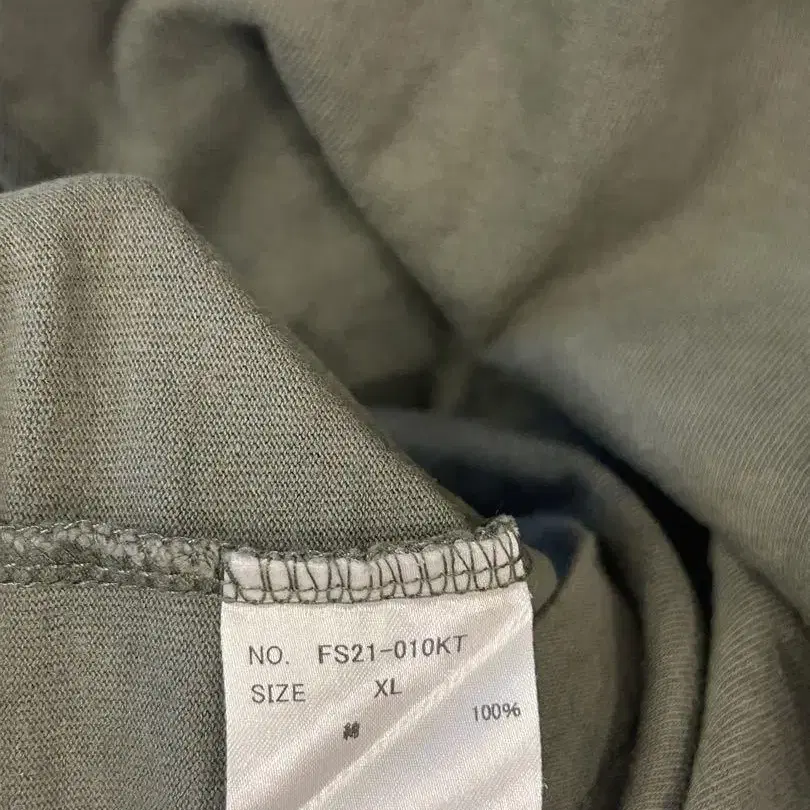 NO. FS21-010KT
SIZE XL
100%